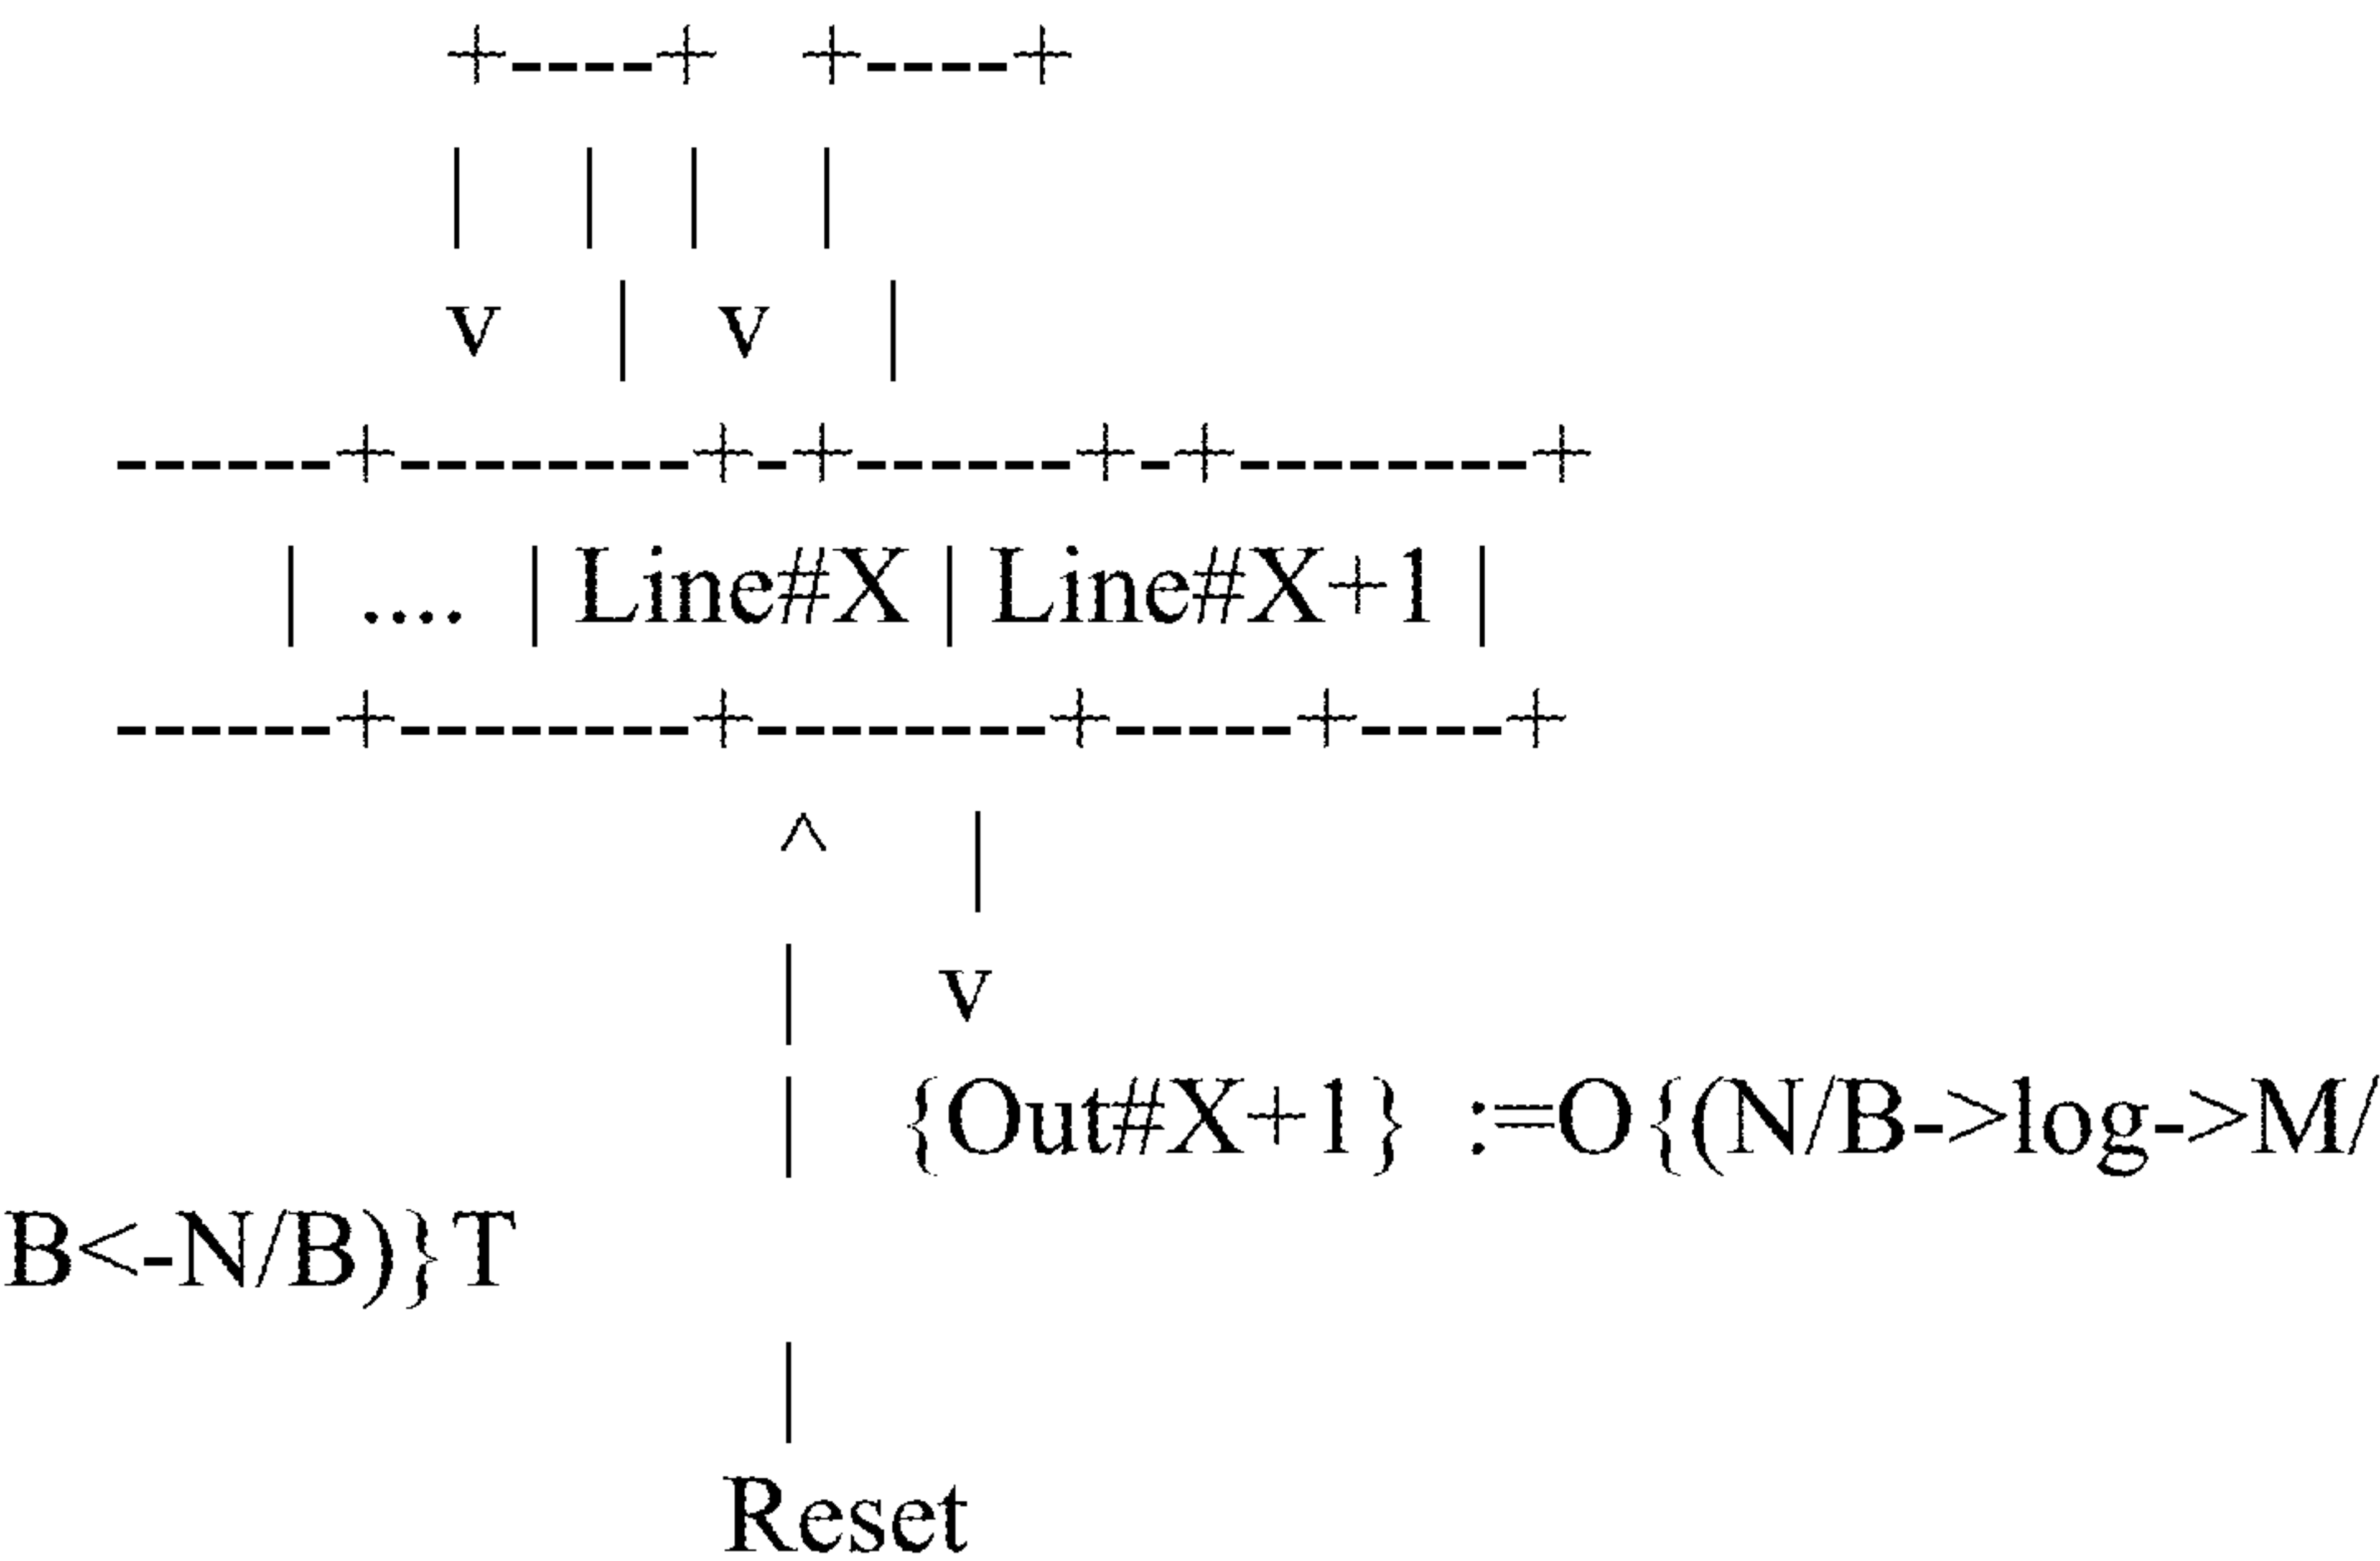 +----+ +----+
| | | |
v | v |
------+--------+-+------+-+--------+
| .... | Line#X | Line#X+1 |
------+--------+--------+-----+----+
^ |
| v
| {Out#X+1} :=O{(N/B->log->M/
B<-N/B)}T
|
Reset